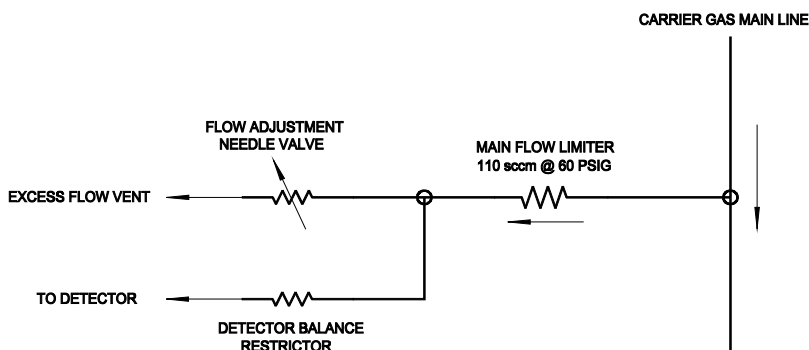 CARRIER GAS MAIN LINE
FLOW ADJUSTMENT
NEEDLE VALVE
MAIN FLOW LIMITER
110 sccm @ 60 PSIG
EXCESS FLOW VENT
TO DETECTOR
DETECTOR BALANCE
RESTRICTOR